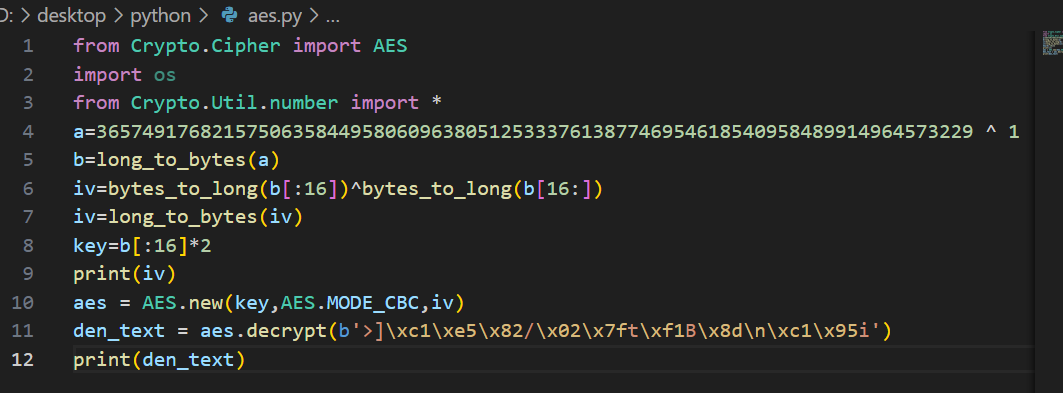 D: > desktop > python > aes.py > ...
1 from Crypto.Cipher import AES
2 import os
3 from Crypto.Util.number import *
4 a=36574917682157506358449580609638051253337613877469546185409584899149645732​29 ^ 1
5 b=long_to_bytes(a)
6 iv=bytes_to_long(b[:16])^bytes_to_long(b[16:])
7 iv=long_to_bytes(iv)
8 key=b[:16]*2
9 print(iv)
10 aes = AES.new(key,AES.MODE_CBC,iv)
11 den_text = aes.decrypt(b'>]\xc1\xe5\x82/\x02\x7ft\xf1B\x8d\n\xc1\x95i')
12 print(den_text)